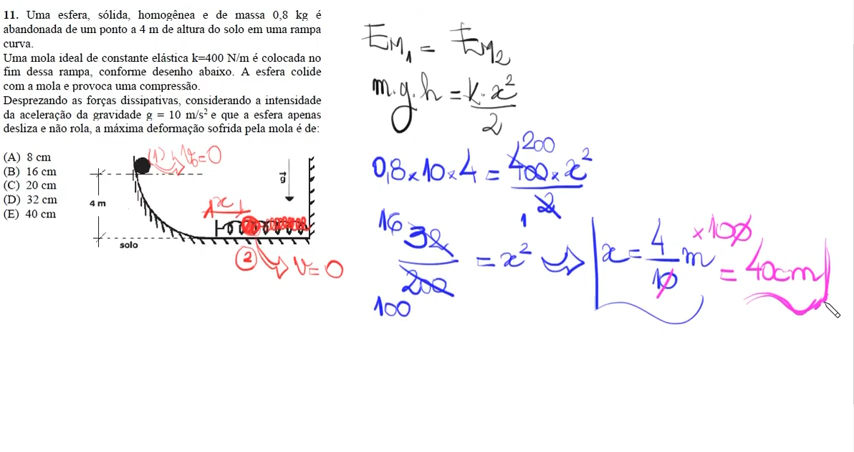 11. Uma esfera, sólida, homogênea e de massa 0,8 kg é
abandonada de um ponto a 4 m de altura do solo em uma rampa
curva.
Uma mola ideal de constante elástica k=400 N/m é colocada no
fim dessa rampa, conforme desenho abaixo. A esfera colide
com a mola e provoca uma compressão.
Desprezando as forças dissipativas, considerando a intensidade
da aceleração da gravidade g = 10 m/s² e que a esfera apenas
desliza e não rola, a máxima deformação sofrida pela mola é de:
(A) 8 cm
(B) 16 cm
(C) 20 cm
(D) 32 cm
(E) 40 cm
(1) V₀=0
g
4 m
x
solo
2 V=0
EM₁ = EM₂
m.g.h = k.x²
2
200
0,8×10×4 = 400×x²
1 2
16 32 = x² x = 4 m ×100 = 40cm
200 10
100